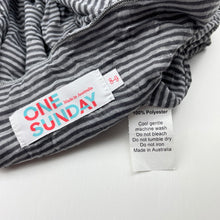 Made in Australia
ONE
SUNDAY
8-9
100% Polyester
Cool gentle
machine wash
Do not bleach
Do not tumble dry
Do not iron
Made in Australia